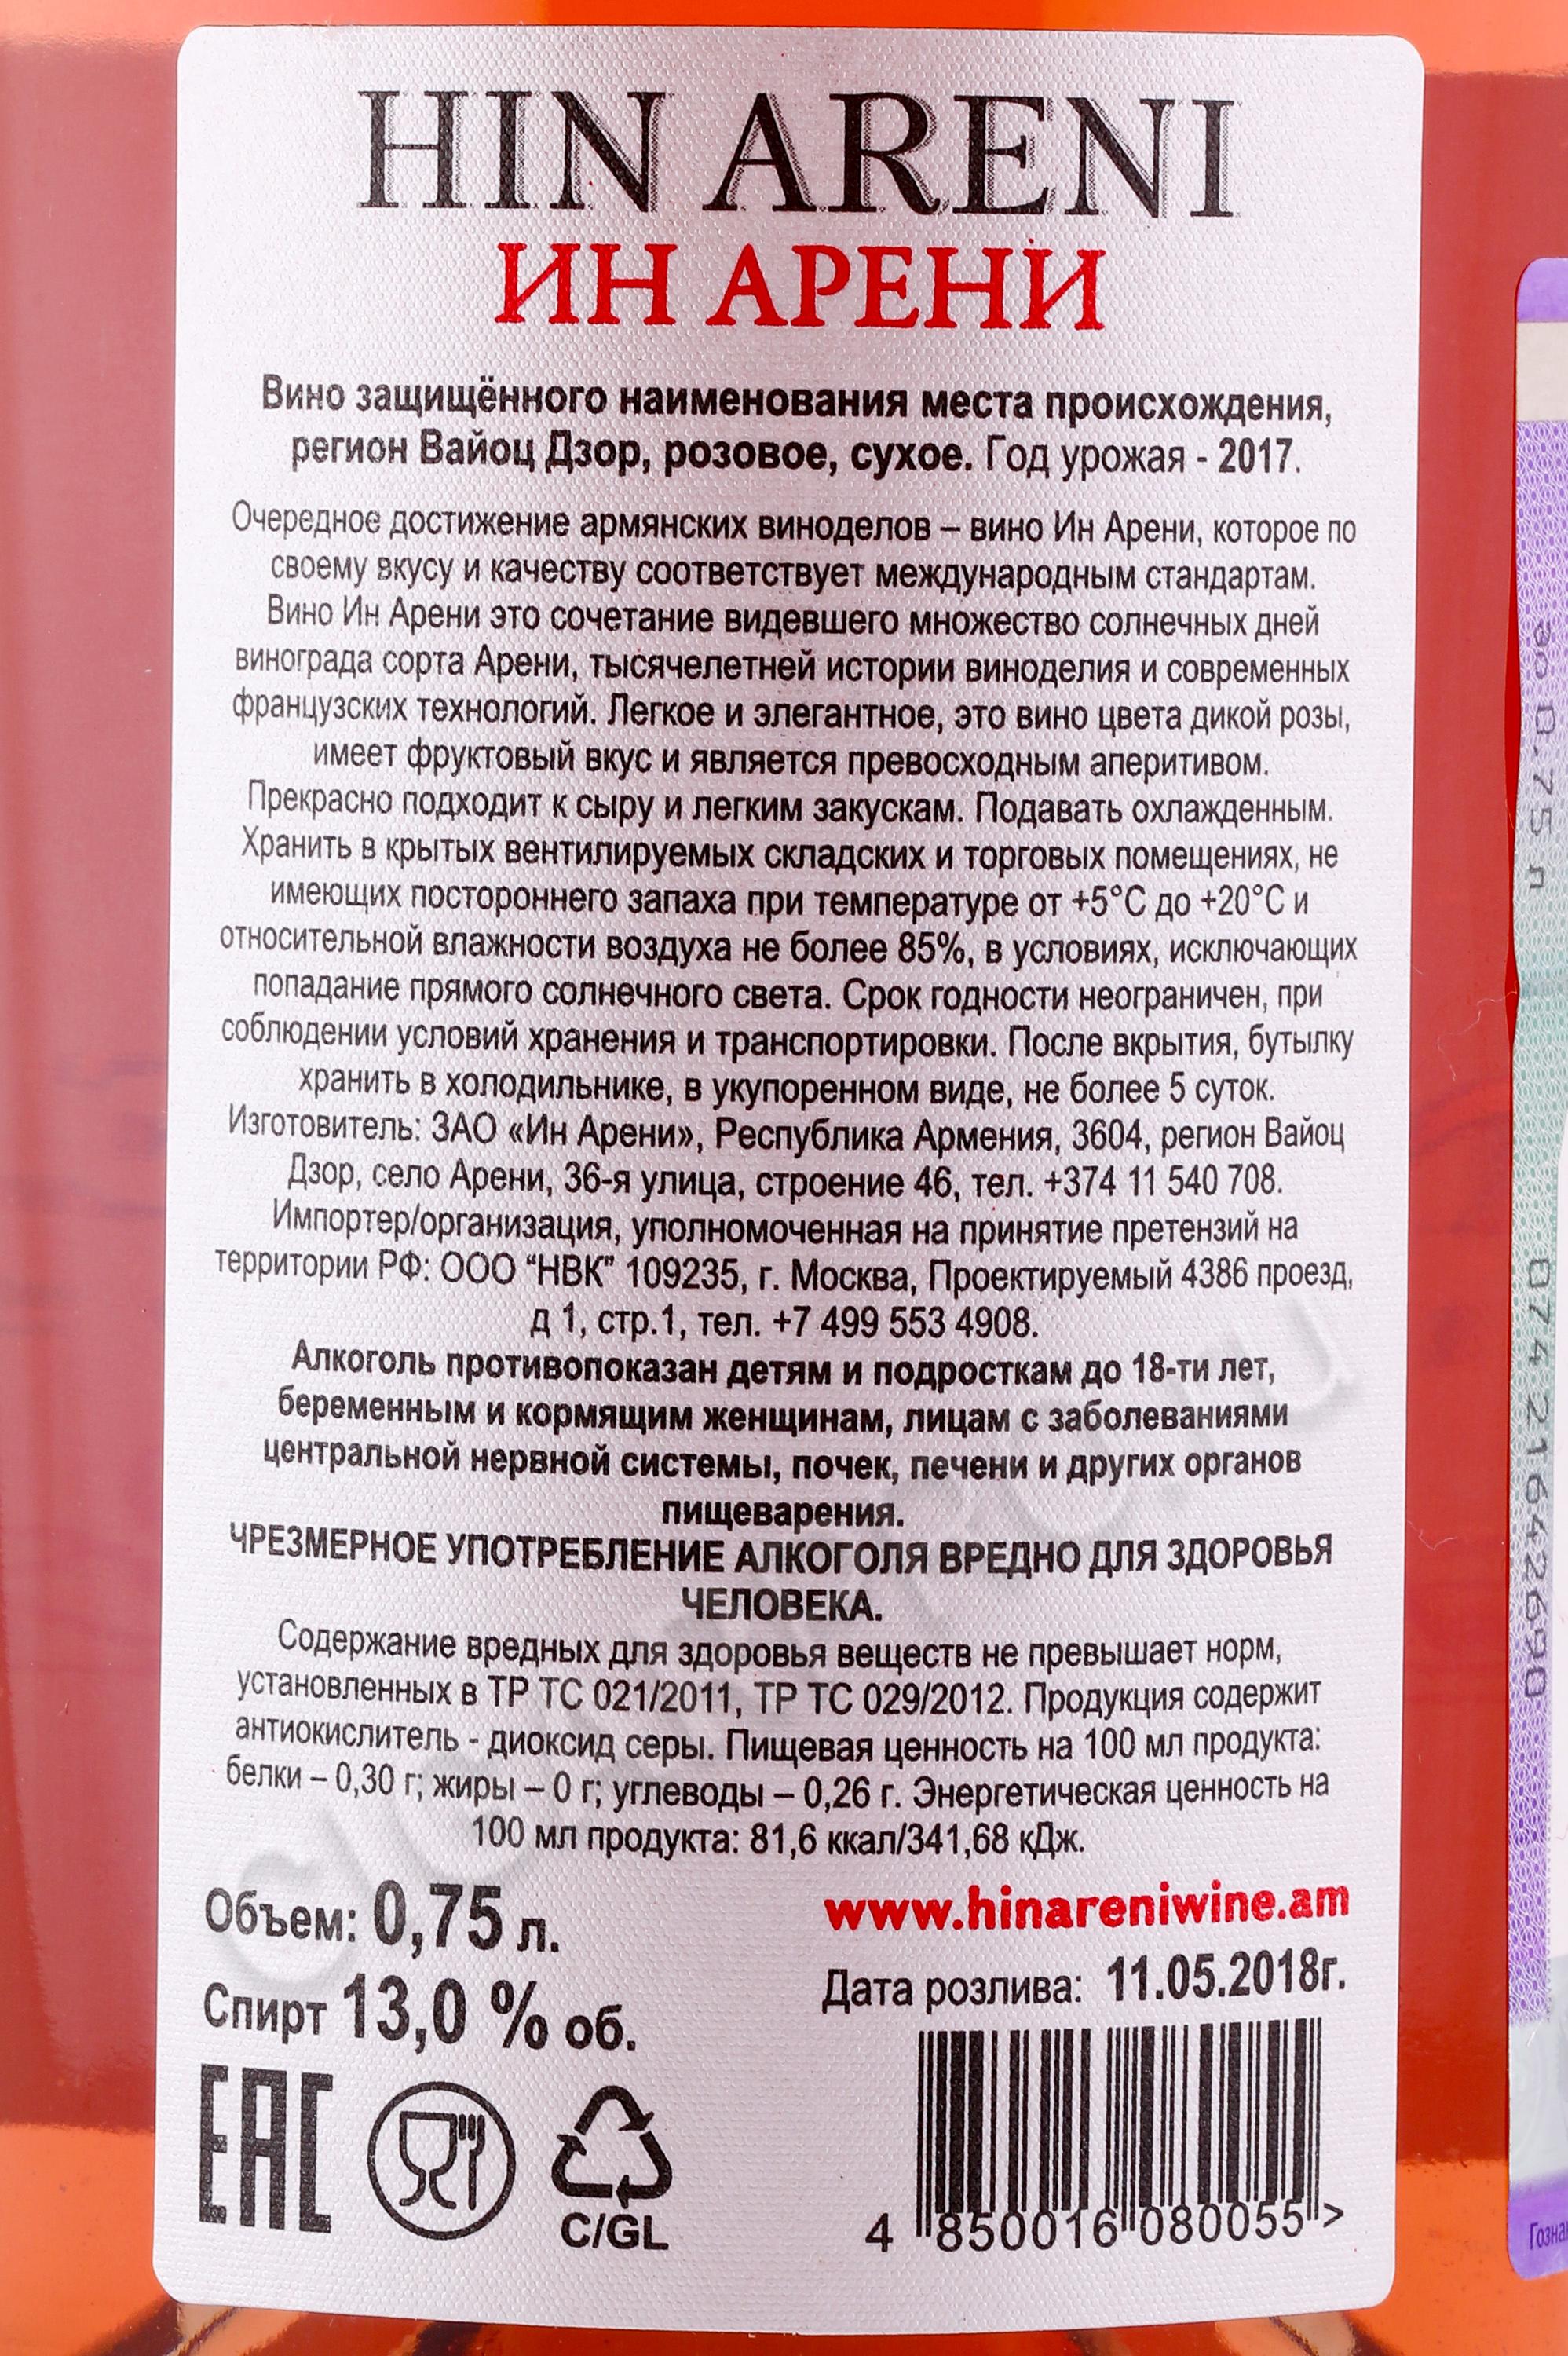 HIN ARENI
ИН АРЕНИ
Вино защищённого наименования места происхождения,
регион Вайоц Дзор, розовое, сухое. Год урожая - 2017.
Очередное достижение армянских виноделов – вино Ин Арени, которое по
своему вкусу и качеству соответствует международным стандартам.
Вино Ин Арени это сочетание видевшего множество солнечных дней
винограда сорта Арени, тысячелетней истории виноделия и современных
французских технологий. Легкое и элегантное, это вино цвета дикой розы,
имеет фруктовый вкус и является превосходным аперитивом.
Прекрасно подходит к сыру и легким закускам. Подавать охлажденным.
Хранить в крытых вентилируемых складских и торговых помещениях, не
имеющих постороннего запаха при температуре от +5°C до +20°C и
относительной влажности воздуха не более 85%, в условиях, исключающих
попадание прямого солнечного света. Срок годности неограничен, при
соблюдении условий хранения и транспортировки. После вкрытия, бутылку
хранить в холодильнике, в укупоренном виде, не более 5 суток.
Изготовитель: ЗАО «Ин Арени», Республика Армения, 3604, регион Вайоц
Дзор, село Арени, 36-я улица, строение 46, тел. +374 11 540 708.
Импортер/организация, уполномоченная на принятие претензий на
территории РФ: ООО “НВК” 109235, г. Москва, Проектируемый 4386 проезд,
д 1, стр.1, тел. +7 499 553 4908.
Алкоголь противопоказан детям и подросткам до 18-ти лет,
беременным и кормящим женщинам, лицам с заболеваниями
центральной нервной системы, почек, печени и других органов
пищеварения.
ЧРЕЗМЕРНОЕ УПОТРЕБЛЕНИЕ АЛКОГОЛЯ ВРЕДНО ДЛЯ ЗДОРОВЬЯ
ЧЕЛОВЕКА.
Содержание вредных для здоровья веществ не превышает норм,
установленных в ТР ТС 021/2011, ТР ТС 029/2012. Продукция содержит
антиокислитель - диоксид серы. Пищевая ценность на 100 мл продукта:
белки – 0,30 г; жиры – 0 г; углеводы – 0,26 г. Энергетическая ценность на
100 мл продукта: 81,6 ккал/341,68 кДж.
Объем: 0,75 л.
Спирт 13,0 % об.
www.hinareniwine.am
Дата розлива: 11.05.2018г.
EAC
C/GL
4 850016 080055 >
0.75 л
074 21642690